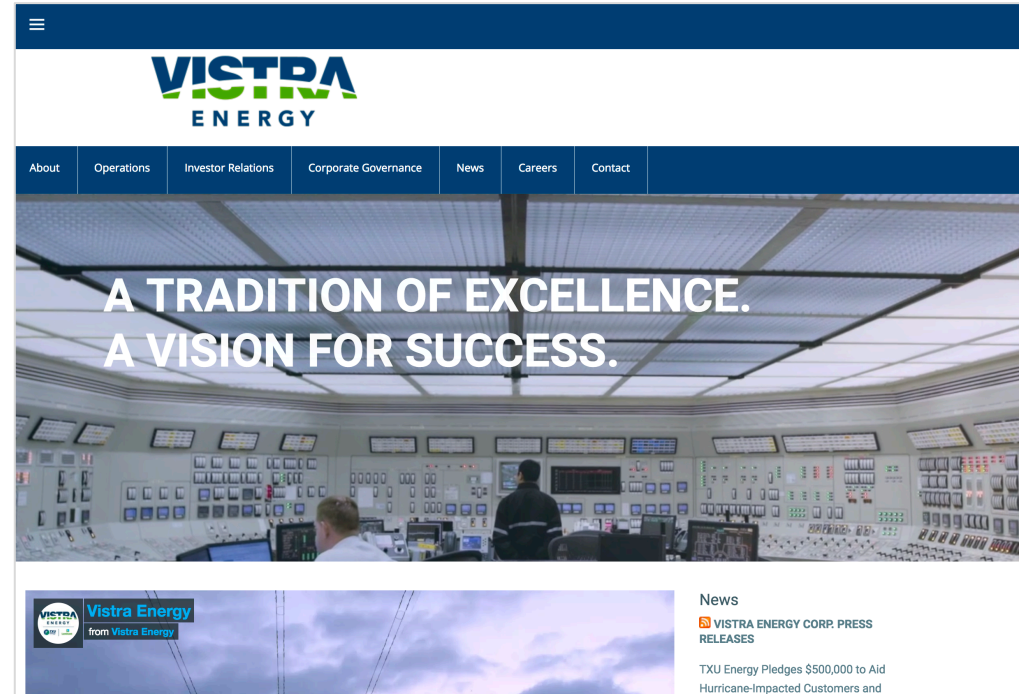 VISTRA
ENERGY
About Operations Investor Relations Corporate Governance News Careers Contact
A TRADITION OF EXCELLENCE.
A VISION FOR SUCCESS.
VISTRA
ENERGY
Vistra Energy
from Vistra Energy
News
VISTRA ENERGY CORP. PRESS
RELEASES
TXU Energy Pledges $500,000 to Aid
Hurricane-Impacted Customers and